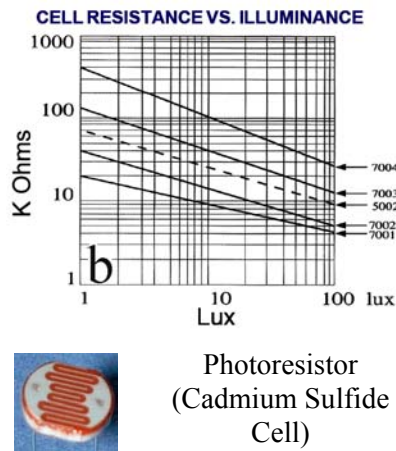 CELL RESISTANCE VS. ILLUMINANCE
1000
100
10
1
K Ohms
b
7004
7003
5002
7002
7001
1 10 100 lux
Lux
Photoresistor
(Cadmium Sulfide
Cell)